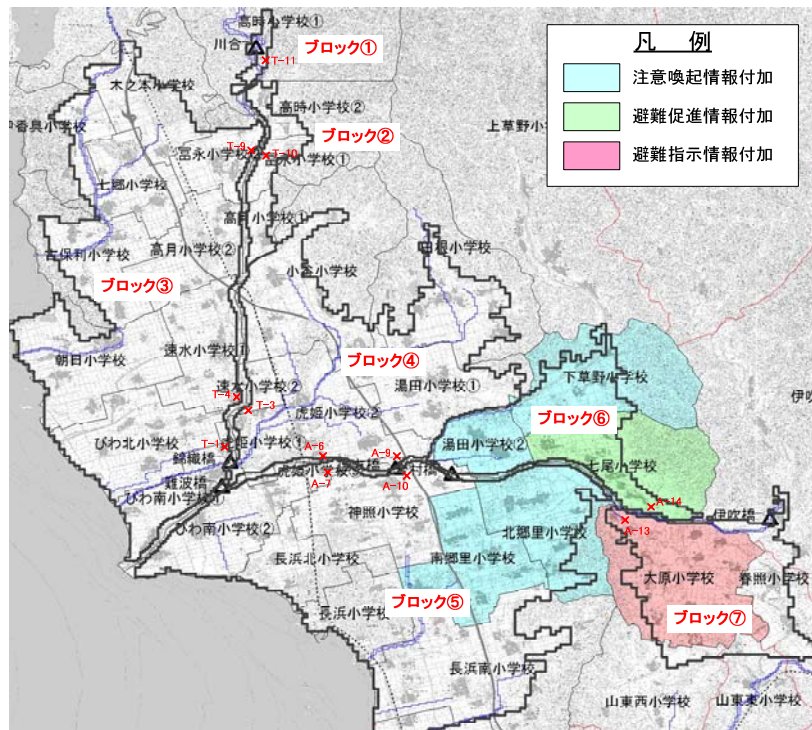 高時小学校①
川合
ブロック①
T-11
木之本小学校
凡 例
注意喚起情報付加
避難促進情報付加
避難指示情報付加
高時小学校②
ブロック②
T-9
T-10
富永小学校①
七郷小学校
高月小学校①
高月小学校②
古保利小学校
田根小学校
小谷小学校
ブロック③
朝日小学校
速水小学校①
ブロック④
湯田小学校①
下草野小学校
速水小学校②
T-4
T-3
虎姫小学校②
ブロック⑥
びわ北小学校
T-1
虎姫小学校①
錦織橋
A-6
A-9
湯田小学校②
七尾小学校
難波橋
虎姫小学校
A-7
A-10
A-14
伊吹橋
びわ南小学校①
びわ南小学校②
神照小学校
北郷里小学校
A-13
長浜北小学校
南郷里小学校
大原小学校
春照小学校
ブロック⑤
長浜小学校
ブロック⑦
長浜南小学校
山東西小学校
山東東小学校